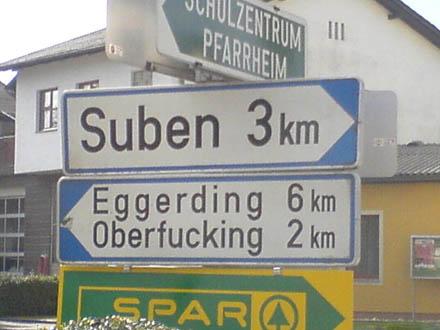 SCHULZENTRUM
PFARRHEIM
Suben 3 km
Eggerding 6 km
Oberfucking 2 km
SPAR